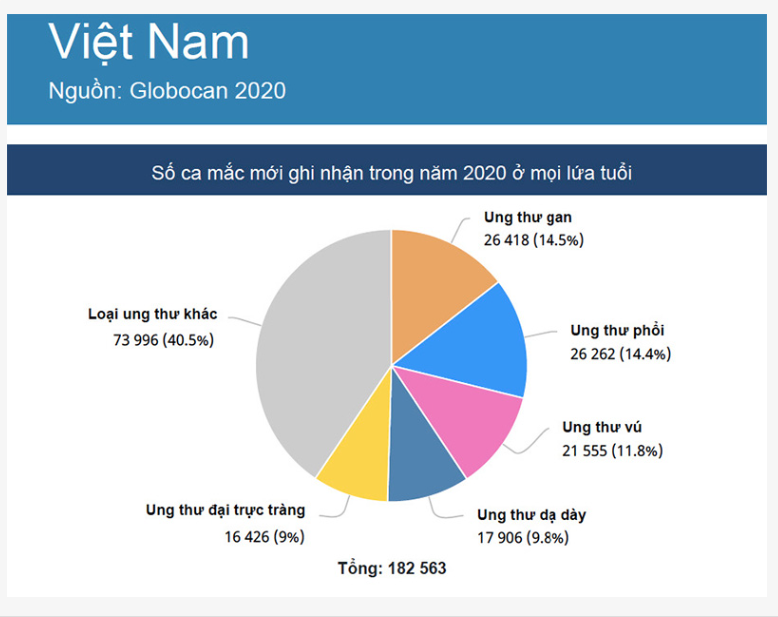 Việt Nam
Nguồn: Globocan 2020
Số ca mắc mới ghi nhận trong năm 2020 ở mọi lứa tuổi
Ung thư gan
26 418 (14.5%)
Ung thư phổi
26 262 (14.4%)
Ung thư vú
21 555 (11.8%)
Ung thư dạ dày
17 906 (9.8%)
Ung thư đại trực tràng
16 426 (9%)
Loại ung thư khác
73 996 (40.5%)
Tổng: 182 563